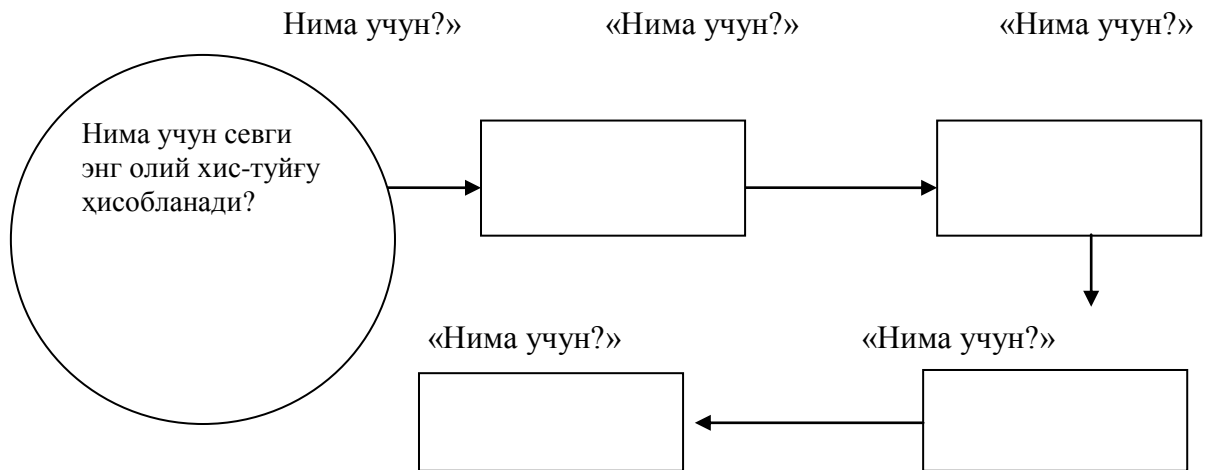 Нима учун?» «Нима учун?» «Нима учун?»
Нима учун севги
энг олий хис-туйғу
ҳисобланади?
«Нима учун?» «Нима учун?»